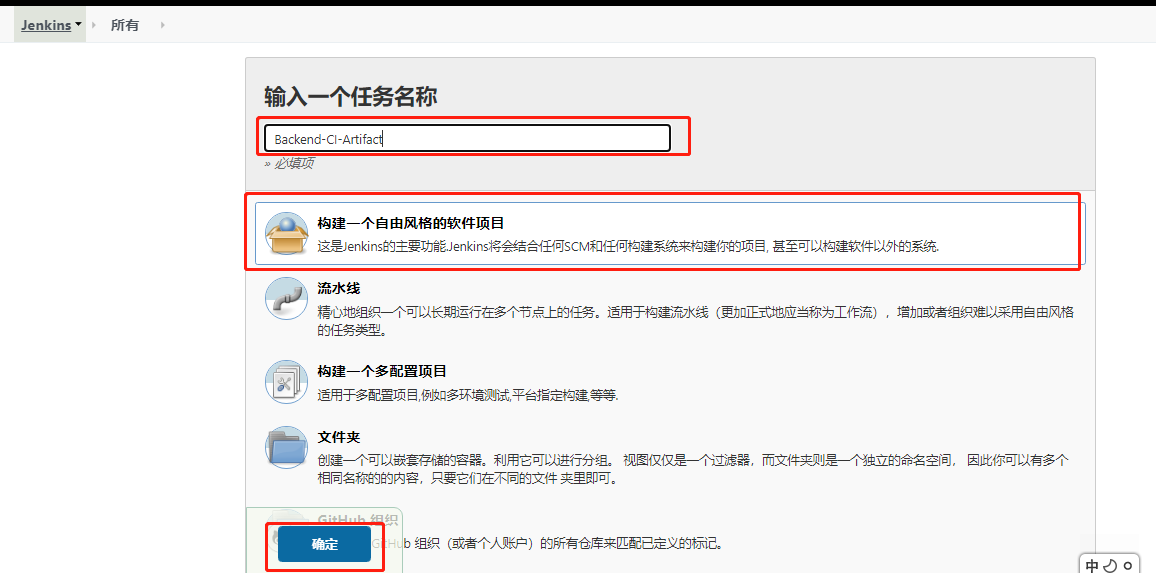 Jenkins 所有
输入一个任务名称
Backend-CI-Artifact
» 必填项
构建一个自由风格的软件项目
这是Jenkins的主要功能.Jenkins将会结合任何SCM和任何构建系统来构建你的项目, 甚至可以构建软件以外的系统.
流水线
精心地组织一个可以长期运行在多个节点上的任务。适用于构建流水线（更加正式地应当称为工作流），增加或者组织难以采用自由风格
的任务类型。
构建一个多配置项目
适用于多配置项目,例如多环境测试,平台指定构建,等等.
文件夹
创建一个可以嵌套存储的容器。利用它可以进行分组。 视图仅仅是一个过滤器，而文件夹则是一个独立的命名空间， 因此你可以有多个
相同名称的的内容，只要它们在不同的文件 夹里即可。
GitHub 组织
确定
GitHub 组织（或者个人账户）的所有仓库来匹配已定义的标记。
中